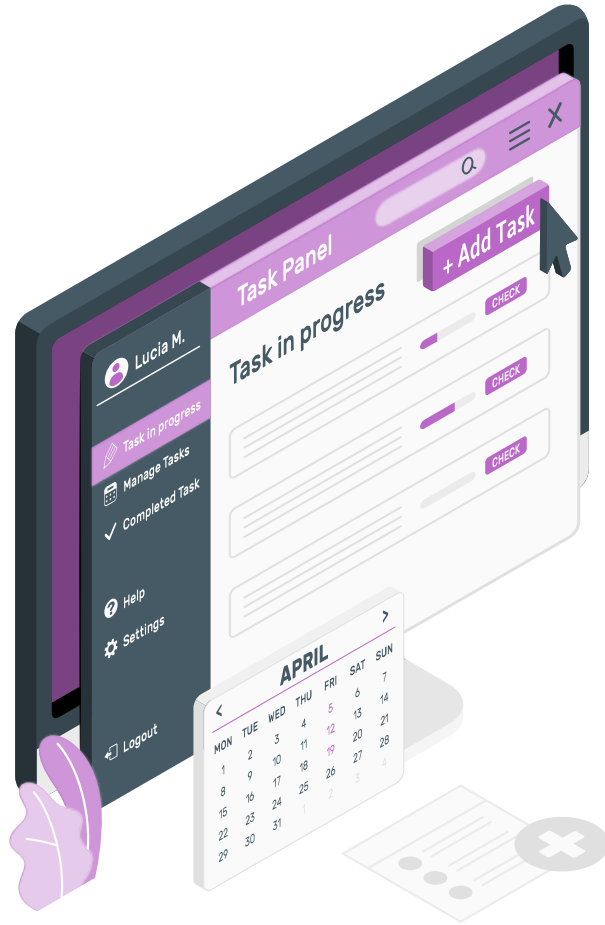 Task Panel
+ Add Task
Lucia M.
Task in progress
Manage Tasks
Completed Task
Help
Settings
Logout
Task in progress
CHECK
CHECK
CHECK
< APRIL >
MON TUE WED THU FRI SAT SUN
1 2 3 4 5 6 7
8 9 10 11 12 13 14
15 16 17 18 19 20 21
22 23 24 25 26 27 28
29 30 31 1 2 3 4